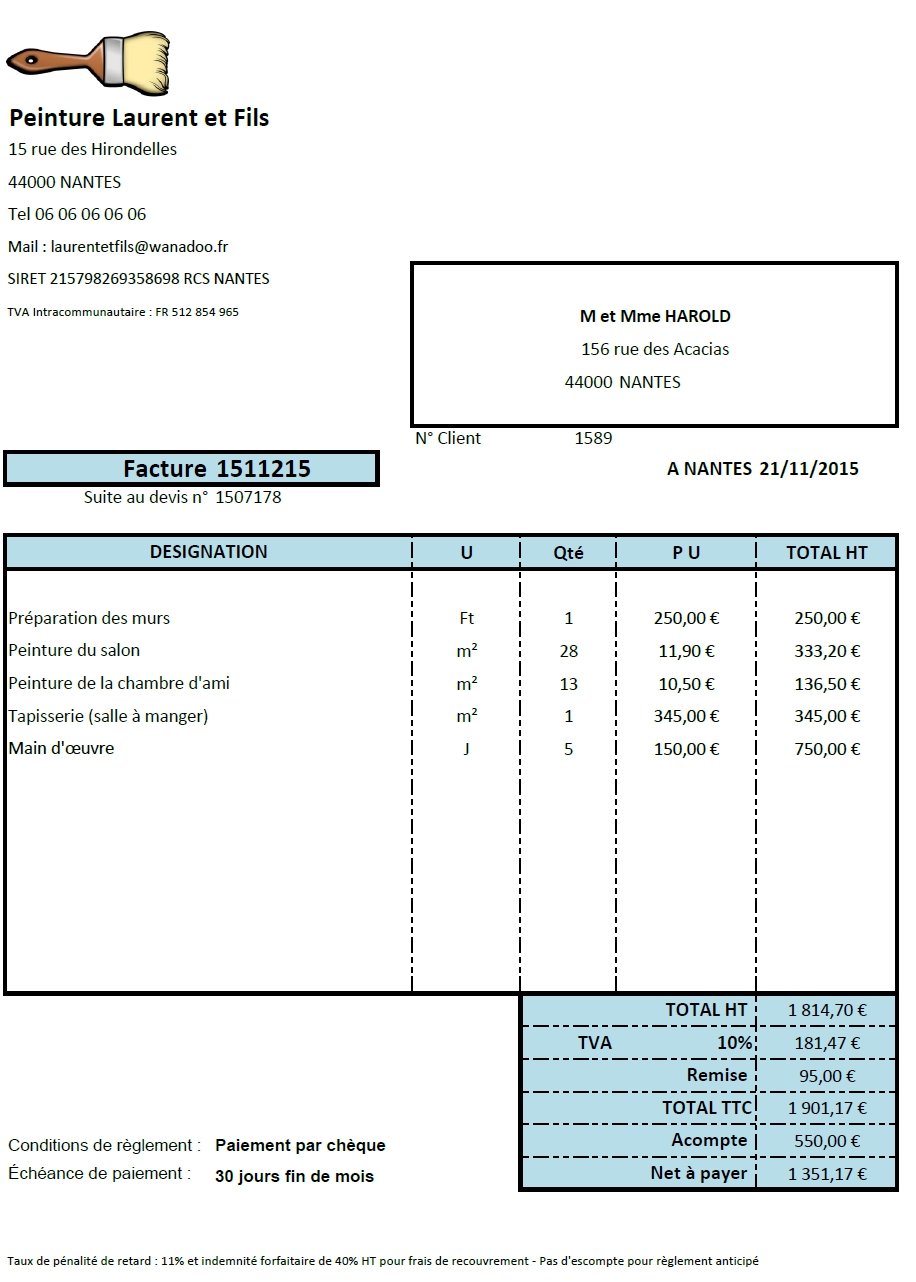 Peinture Laurent et Fils
15 rue des Hirondelles
44000 NANTES
Tel 06 06 06 06 06
Mail : laurentetfils@wanadoo.fr
SIRET 215798269358698 RCS NANTES
TVA Intracommunautaire : FR 512 854 965
M et Mme HAROLD
156 rue des Acacias
44000 NANTES
N° Client 1589
Facture 1511215
A NANTES 21/11/2015
Suite au devis n° 1507178
DESIGNATION U Qté P U TOTAL HT
Préparation des murs Ft 1 250,00 € 250,00 €
Peinture du salon m² 28 11,90 € 333,20 €
Peinture de la chambre d'ami m² 13 10,50 € 136,50 €
Tapisserie (salle à manger) m² 1 345,00 € 345,00 €
Main d'œuvre J 5 150,00 € 750,00 €
TOTAL HT 1 814,70 €
TVA 10% 181,47 €
Remise 95,00 €
TOTAL TTC 1 901,17 €
Acompte 550,00 €
Net à payer 1 351,17 €
Conditions de règlement : Paiement par chèque
Échéance de paiement : 30 jours fin de mois
Taux de pénalité de retard : 11% et indemnité forfaitaire de 40% HT pour frais de recouvrement - Pas d'escompte pour règlement anticipé